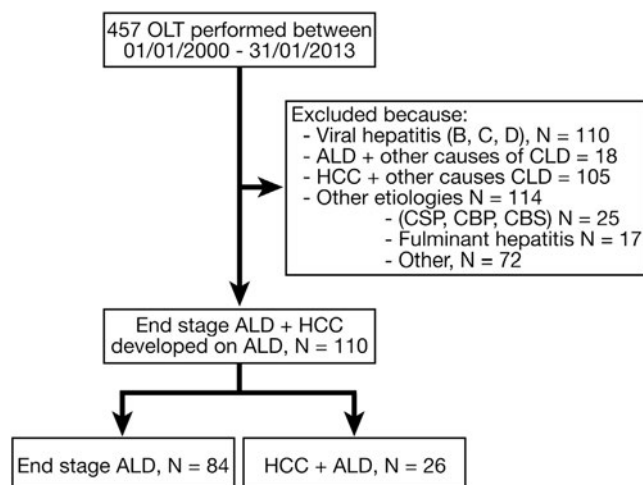 457 OLT performed between
01/01/2000 - 31/01/2013
Excluded because:
- Viral hepatitis (B, C, D), N = 110
- ALD + other causes of CLD = 18
- HCC + other causes CLD = 105
- Other etiologies N = 114
- (CSP, CBP, CBS) N = 25
- Fulminant hepatitis N = 17
- Other, N = 72
End stage ALD + HCC
developed on ALD, N = 110
End stage ALD, N = 84
HCC + ALD, N = 26